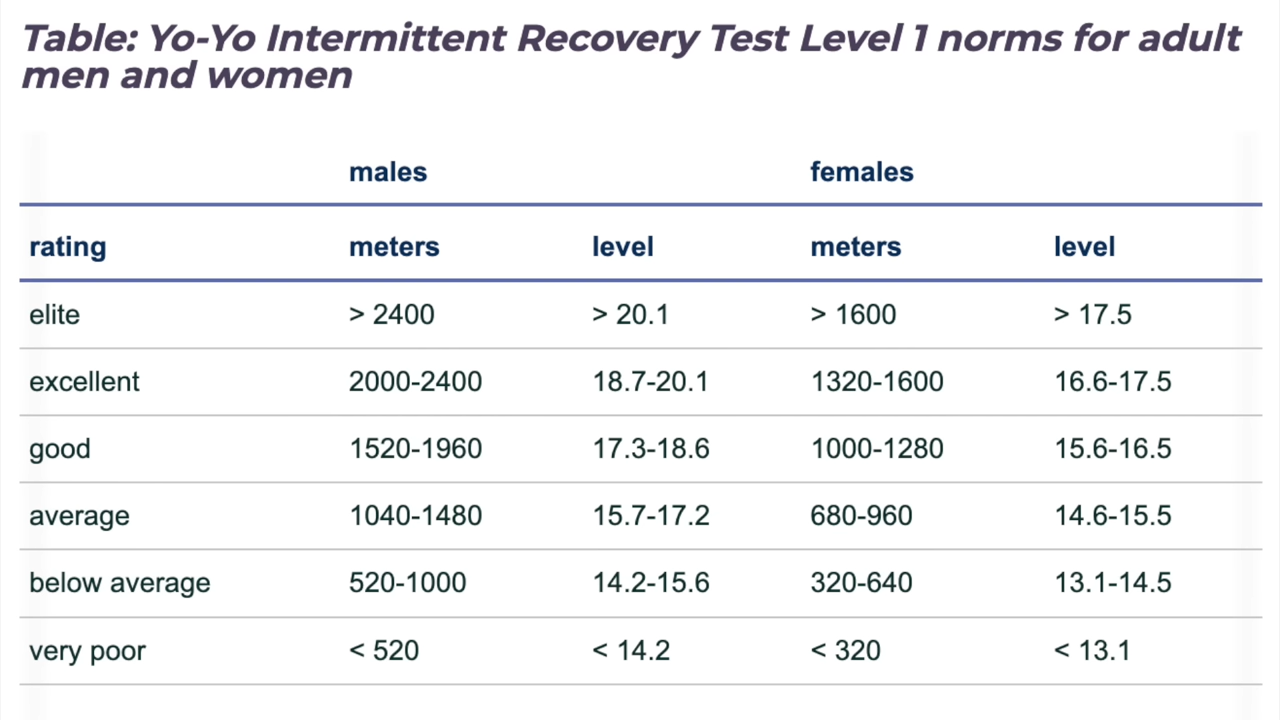 Table: Yo-Yo Intermittent Recovery Test Level 1 norms for adult
men and women
males females
rating meters level meters level
elite > 2400 > 20.1 > 1600 > 17.5
excellent 2000-2400 18.7-20.1 1320-1600 16.6-17.5
good 1520-1960 17.3-18.6 1000-1280 15.6-16.5
average 1040-1480 15.7-17.2 680-960 14.6-15.5
below average 520-1000 14.2-15.6 320-640 13.1-14.5
very poor < 520 < 14.2 < 320 < 13.1